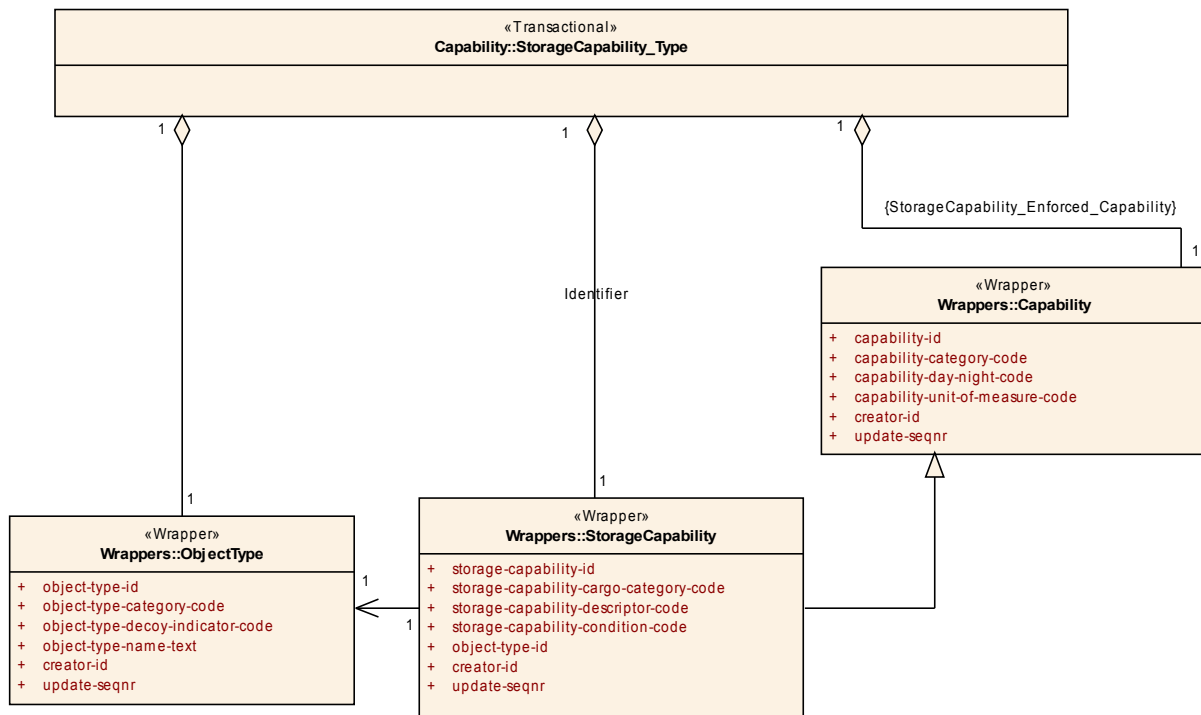 «Transactional»
Capability::StorageCapability_Type
1
1
1
{StorageCapability_Enforced_Capability}
1
«Wrapper»
Wrappers::Capability
+ capability-id
+ capability-category-code
+ capability-day-night-code
+ capability-unit-of-measure-code
+ creator-id
+ update-seqnr
Identifier
1
1
«Wrapper»
Wrappers::ObjectType
+ object-type-id
+ object-type-category-code
+ object-type-decoy-indicator-code
+ object-type-name-text
+ creator-id
+ update-seqnr
1
1
«Wrapper»
Wrappers::StorageCapability
+ storage-capability-id
+ storage-capability-cargo-category-code
+ storage-capability-descriptor-code
+ storage-capability-condition-code
+ object-type-id
+ creator-id
+ update-seqnr